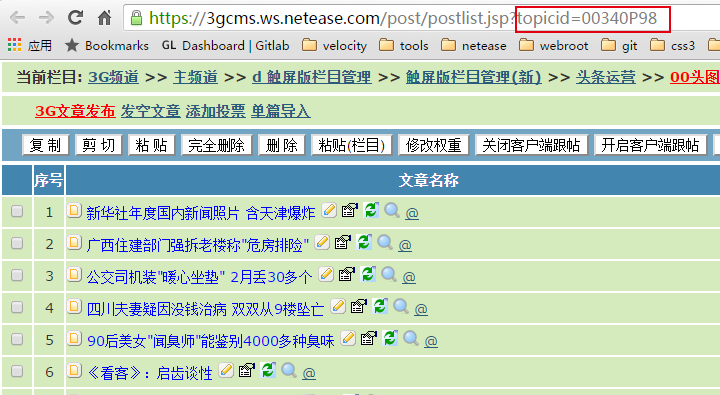 https://3gcms.ws.netease.com/post/postlist.jsp?topicid=00340P98
应用 Bookmarks GL Dashboard | Gitlab velocity tools netease webroot git css3
当前栏目: 3G频道 >> 主频道 >> d 触屏版栏目管理 >> 触屏版栏目管理(新) >> 头条运营 >> 00头图
3G文章发布 发空文章 添加投票 单篇导入
复 制 剪 切 粘 贴 完全删除 删 除 粘贴(栏目) 修改权重 关闭客户端跟帖 开启客户端跟帖
序号 文章名称
1 新华社年度国内新闻照片 含天津爆炸 @
2 广西住建部门强拆老楼称"危房排险" @
3 公交司机装"暖心坐垫" 2月丢30多个 @
4 四川夫妻疑因没钱治病 双双从9楼坠亡 @
5 90后美女"闻臭师"能鉴别4000多种臭味 @
6 《看客》：启齿谈性 @